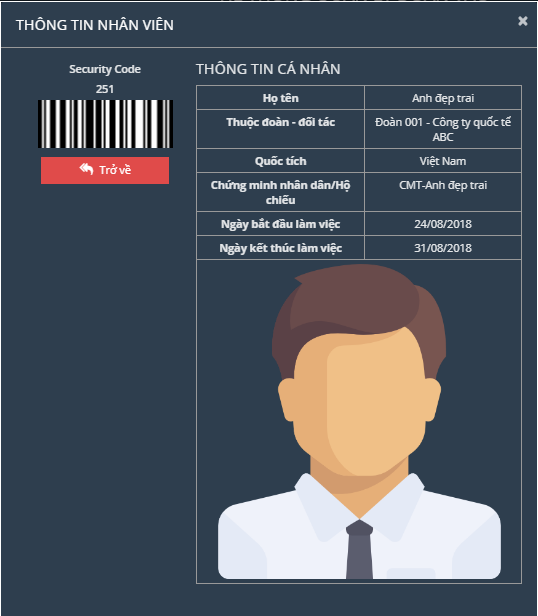 THÔNG TIN NHÂN VIÊN
×
Security Code
251
Trở về
THÔNG TIN CÁ NHÂN
Họ tên Anh đẹp trai
Thuộc đoàn - đối tác Đoàn 001 - Công ty quốc tế
ABC
Quốc tích Việt Nam
Chứng minh nhân dân/Hộ CMT-Anh đẹp trai
chiếu
Ngày bắt đầu làm việc 24/08/2018
Ngày kết thúc làm việc 31/08/2018